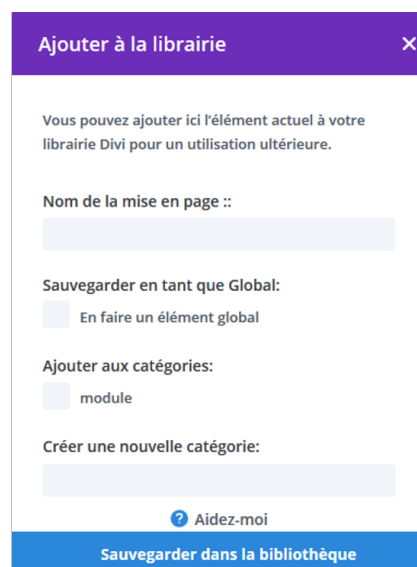 Ajouter à la librairie
Vous pouvez ajouter ici l'élément actuel à votre
librairie Divi pour un utilisation ultérieure.
Nom de la mise en page ::
Sauvegarder en tant que Global:
En faire un élément global
Ajouter aux catégories:
module
Créer une nouvelle catégorie:
Aidez-moi
Sauvegarder dans la bibliothèque